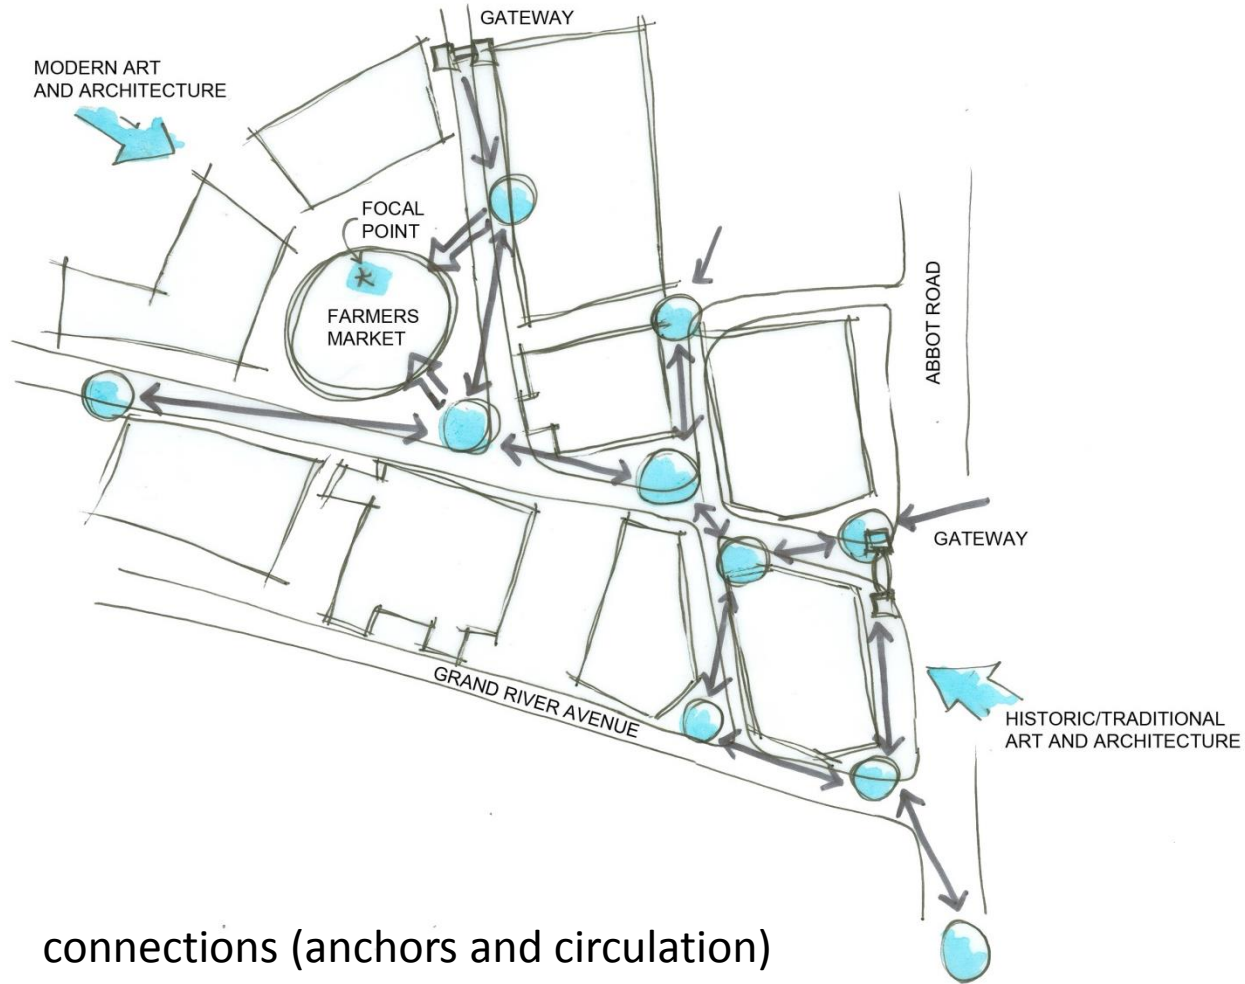 GATEWAY
MODERN ART
AND ARCHITECTURE
FOCAL
POINT
FARMERS
MARKET
ABBOT ROAD
GATEWAY
GRAND RIVER AVENUE
HISTORIC/TRADITIONAL
ART AND ARCHITECTURE
connections (anchors and circulation)